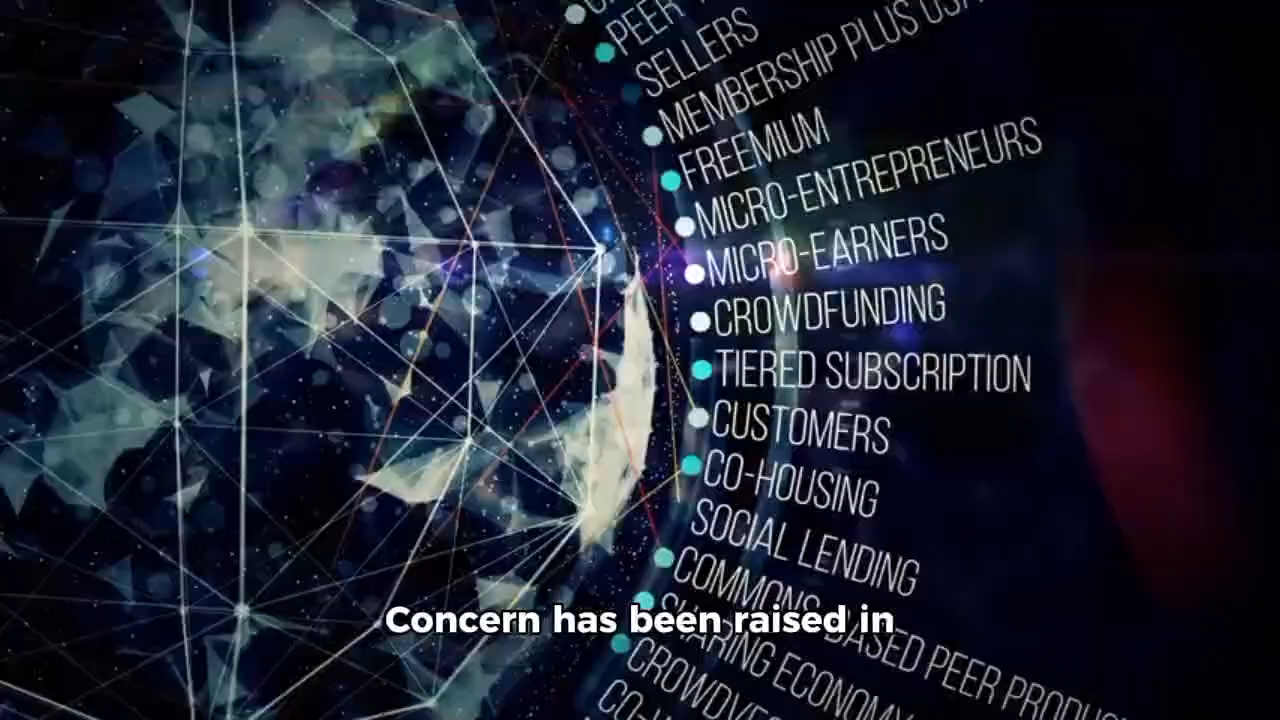 PEER
SELLERS
MEMBERSHIP PLUS
FREEMIUM
MICRO-ENTREPRENEURS
MICRO-EARNERS
CROWDFUNDING
TIERED SUBSCRIPTION
CUSTOMERS
CO-HOUSING
SOCIAL LENDING
COMMONS-BASED PEER
SHARING ECONOMY
Concern has been raised in